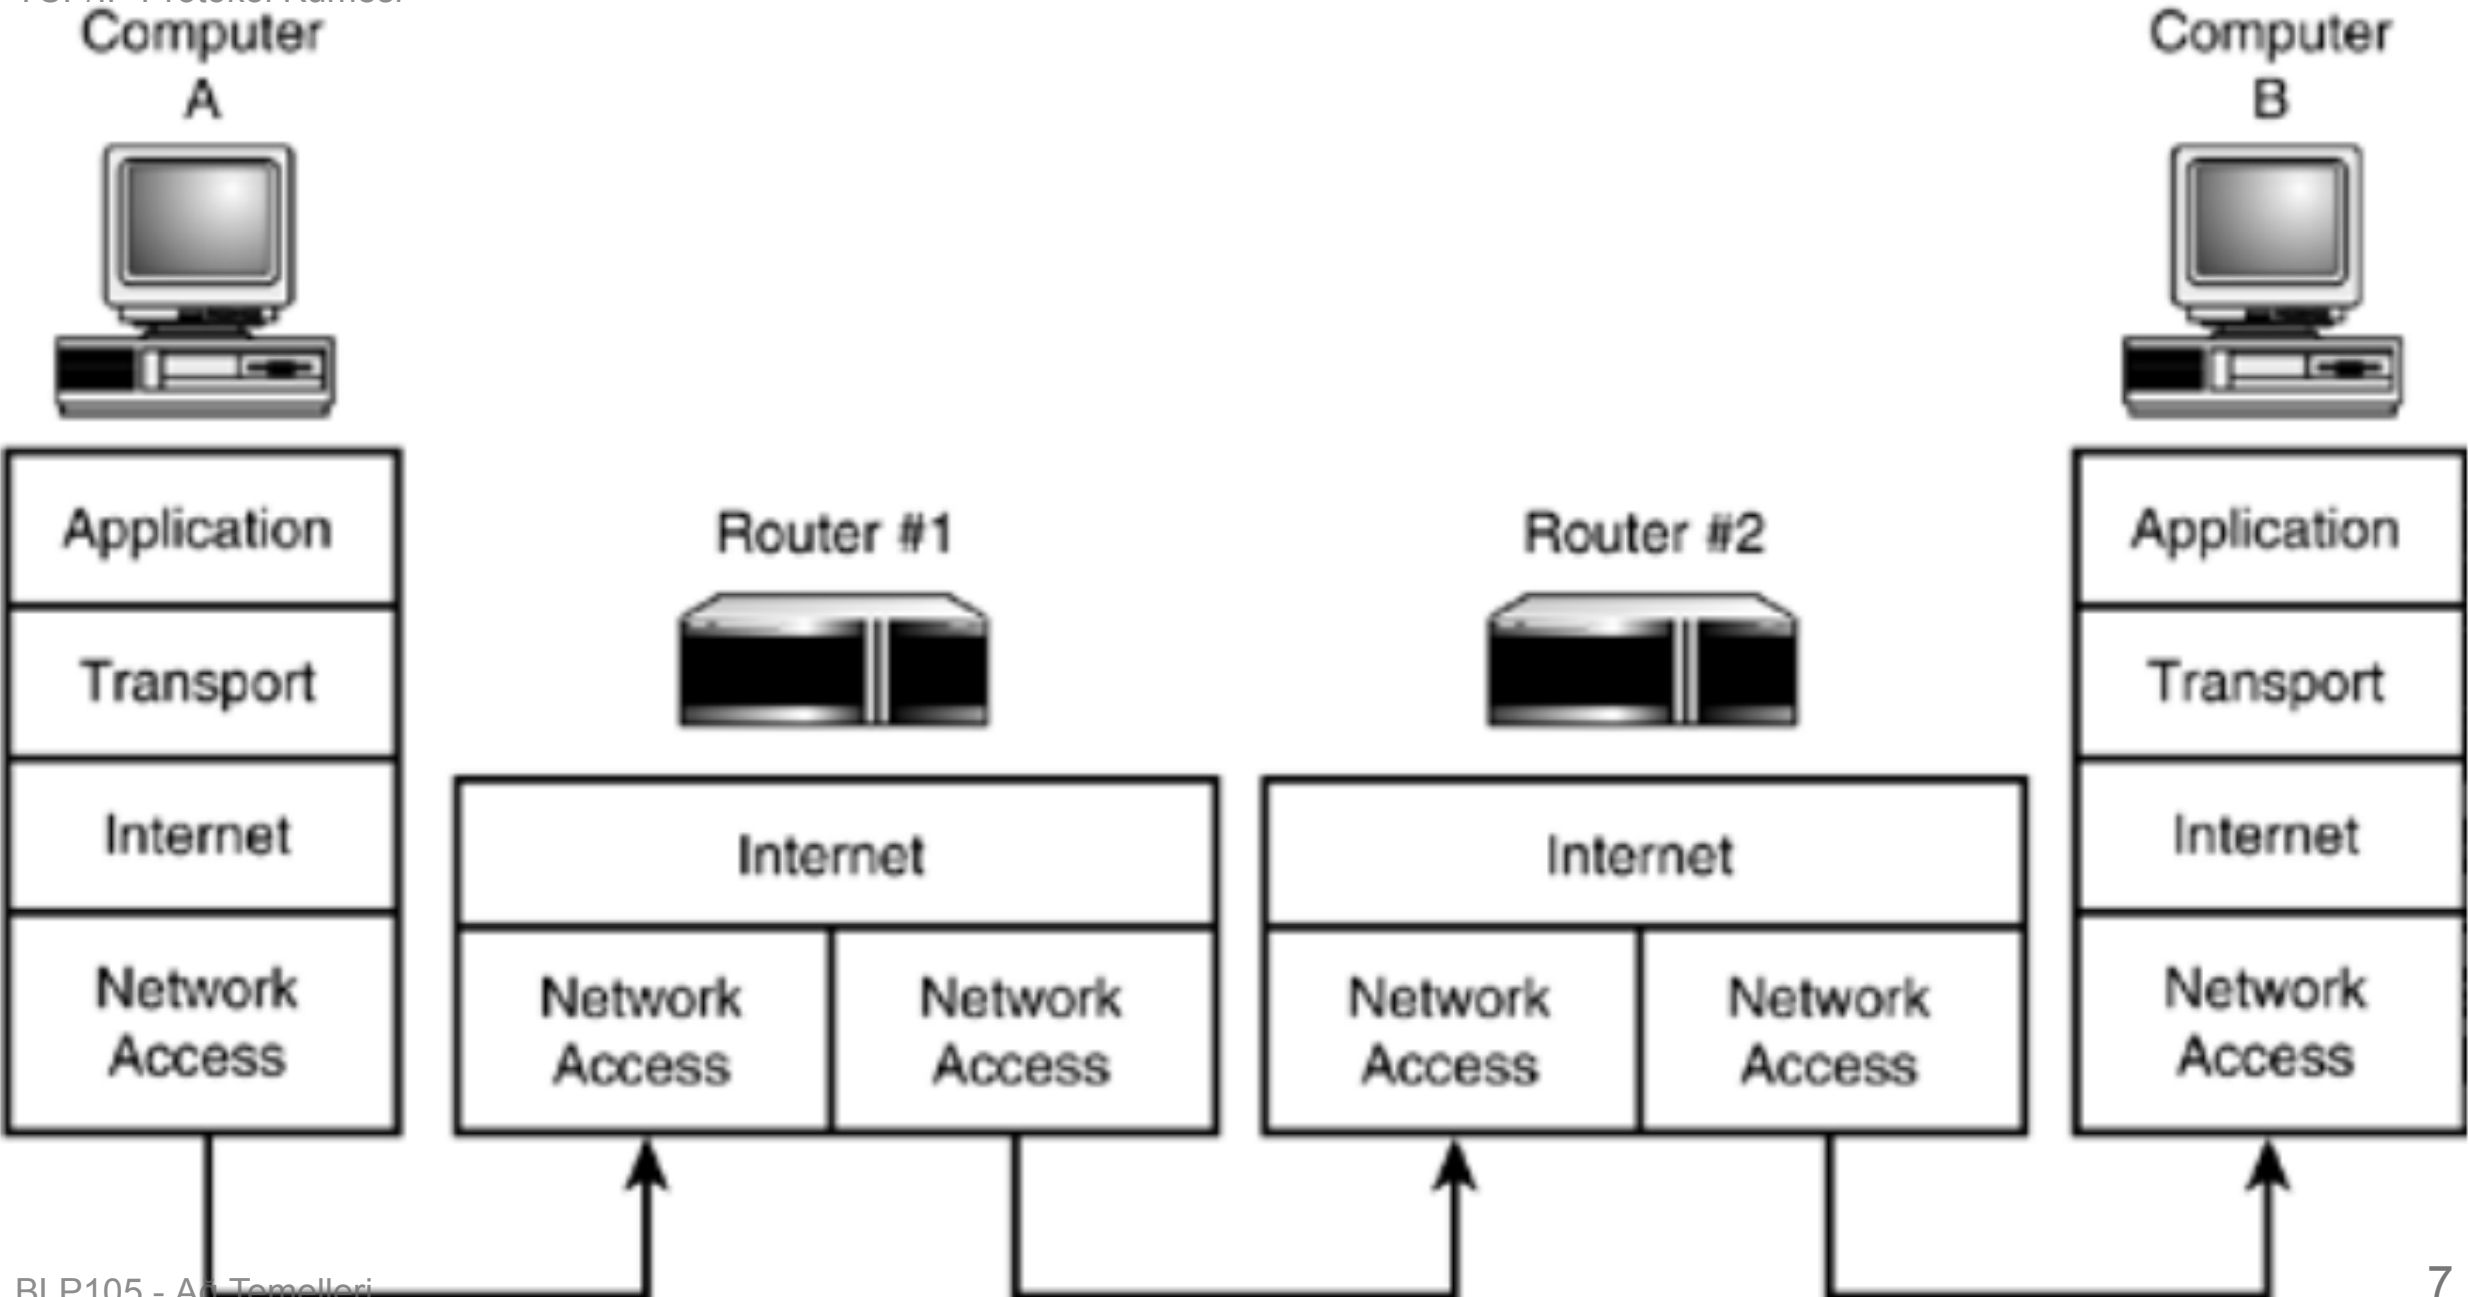 Computer
A
Computer
B
Application
Transport
Internet
Network
Access
Router #1
Internet
Network
Access
Network
Access
Router #2
Internet
Network
Access
Network
Access
Application
Transport
Internet
Network
Access
BLP105 - Ağ Temelleri
7